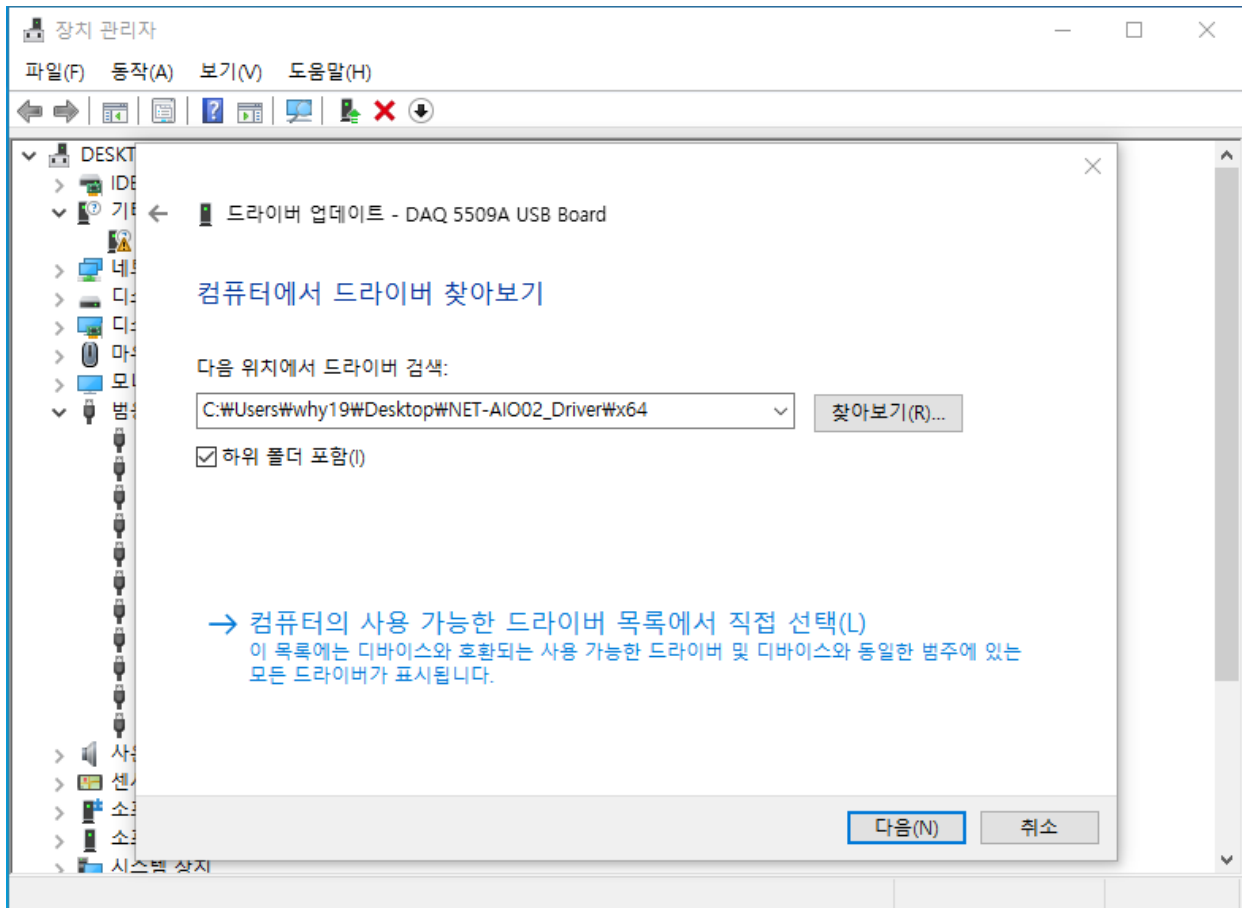 장치 관리자
파일(F) 동작(A) 보기(V) 도움말(H)
DESKT
IDE
드라이버 업데이트 - DAQ 5509A USB Board
컴퓨터에서 드라이버 찾아보기
다음 위치에서 드라이버 검색:
C:₩Users₩why19₩Desktop₩NET-AIO02_Driver₩x64
찾아보기(R)...
하위 폴더 포함(I)
컴퓨터의 사용 가능한 드라이버 목록에서 직접 선택(L)
이 목록에는 디바이스와 호환되는 사용 가능한 드라이버 및 디바이스와 동일한 범주에 있는
모든 드라이버가 표시됩니다.
다음(N) 취소
시스템 장치